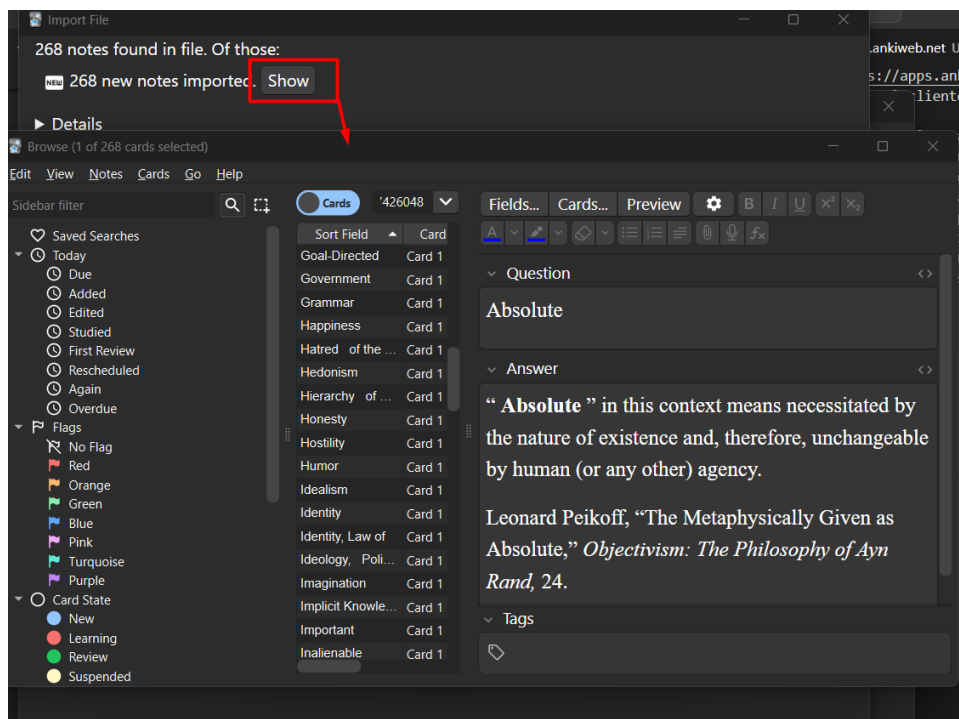 Import File
268 notes found in file. Of those:
NEW 268 new notes imported. Show
▶ Details
.ankiweb.net U
s://apps.an
cliente
Browse (1 of 268 cards selected)
Edit View Notes Cards Go Help
Sidebar filter
Saved Searches
Today
Due
Added
Edited
Studied
First Review
Rescheduled
Again
Overdue
Flags
No Flag
Red
Orange
Green
Blue
Pink
Turquoise
Purple
Card State
New
Learning
Review
Suspended
Cards '426048
Sort Field Card
Goal-Directed Card 1
Government Card 1
Grammar Card 1
Happiness Card 1
Hatred of the ... Card 1
Hedonism Card 1
Hierarchy of ... Card 1
Honesty Card 1
Hostility Card 1
Humor Card 1
Idealism Card 1
Identity Card 1
Identity, Law of Card 1
Ideology, Poli... Card 1
Imagination Card 1
Implicit Knowle... Card 1
Important Card 1
Inalienable Card 1
Fields... Cards... Preview B I U x² x₂
A fx
Question <>
Absolute
Answer <>
“ Absolute ” in this context means necessitated by
the nature of existence and, therefore, unchangeable
by human (or any other) agency.
Leonard Peikoff, “The Metaphysically Given as
Absolute,” Objectivism: The Philosophy of Ayn
Rand, 24.
Tags